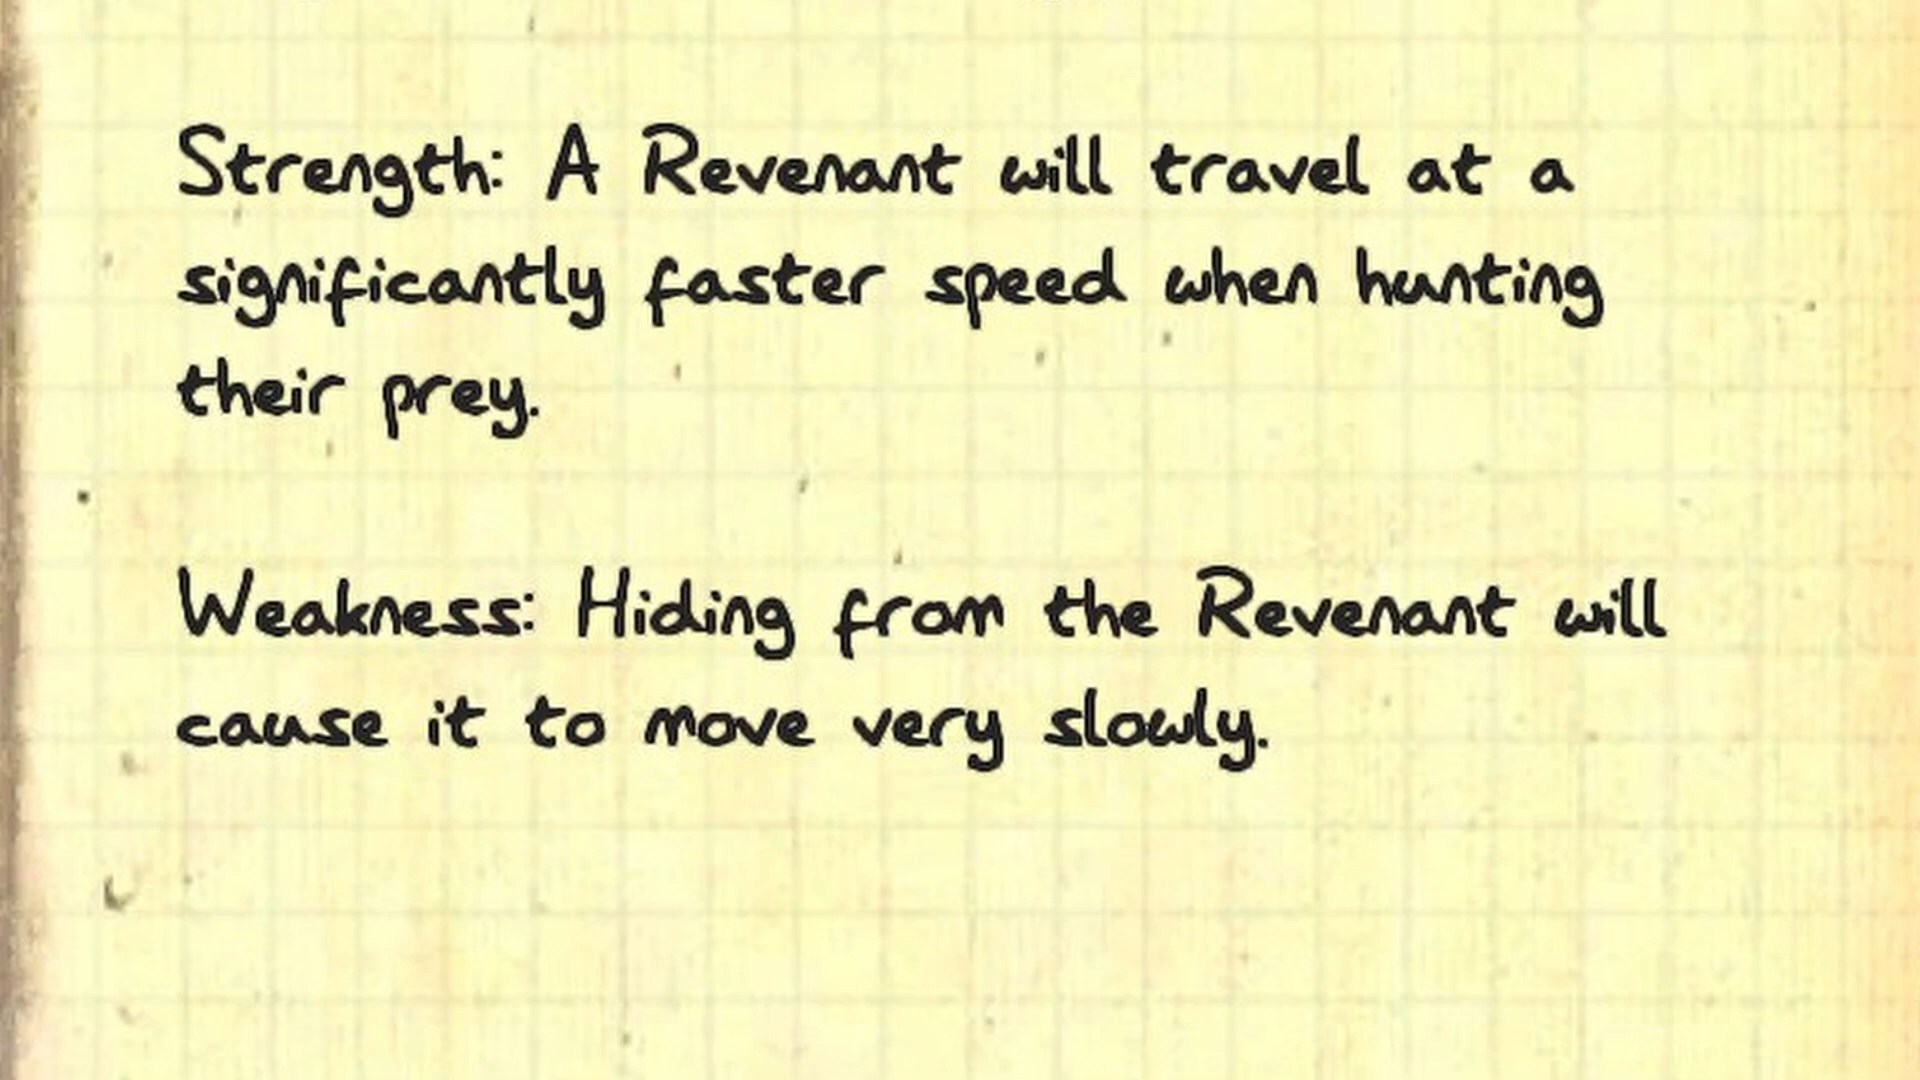 Strength: A Revenant will travel at a
significantly faster speed when hunting
their prey.
Weakness: Hiding from the Revenant will
cause it to move very slowly.